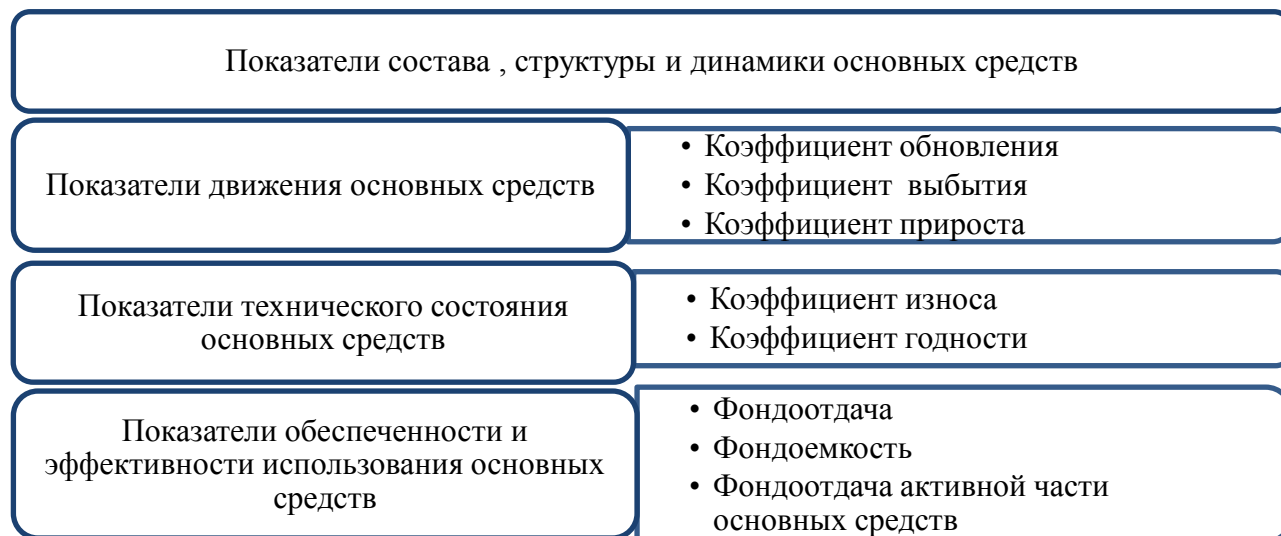 Показатели состава , структуры и динамики основных средств
Показатели движения основных средств
• Коэффициент обновления
• Коэффициент выбытия
• Коэффициент прироста
Показатели технического состояния
основных средств
• Коэффициент износа
• Коэффициент годности
Показатели обеспеченности и
эффективности использования основных
средств
• Фондоотдача
• Фондоемкость
• Фондоотдача активной части
основных средств